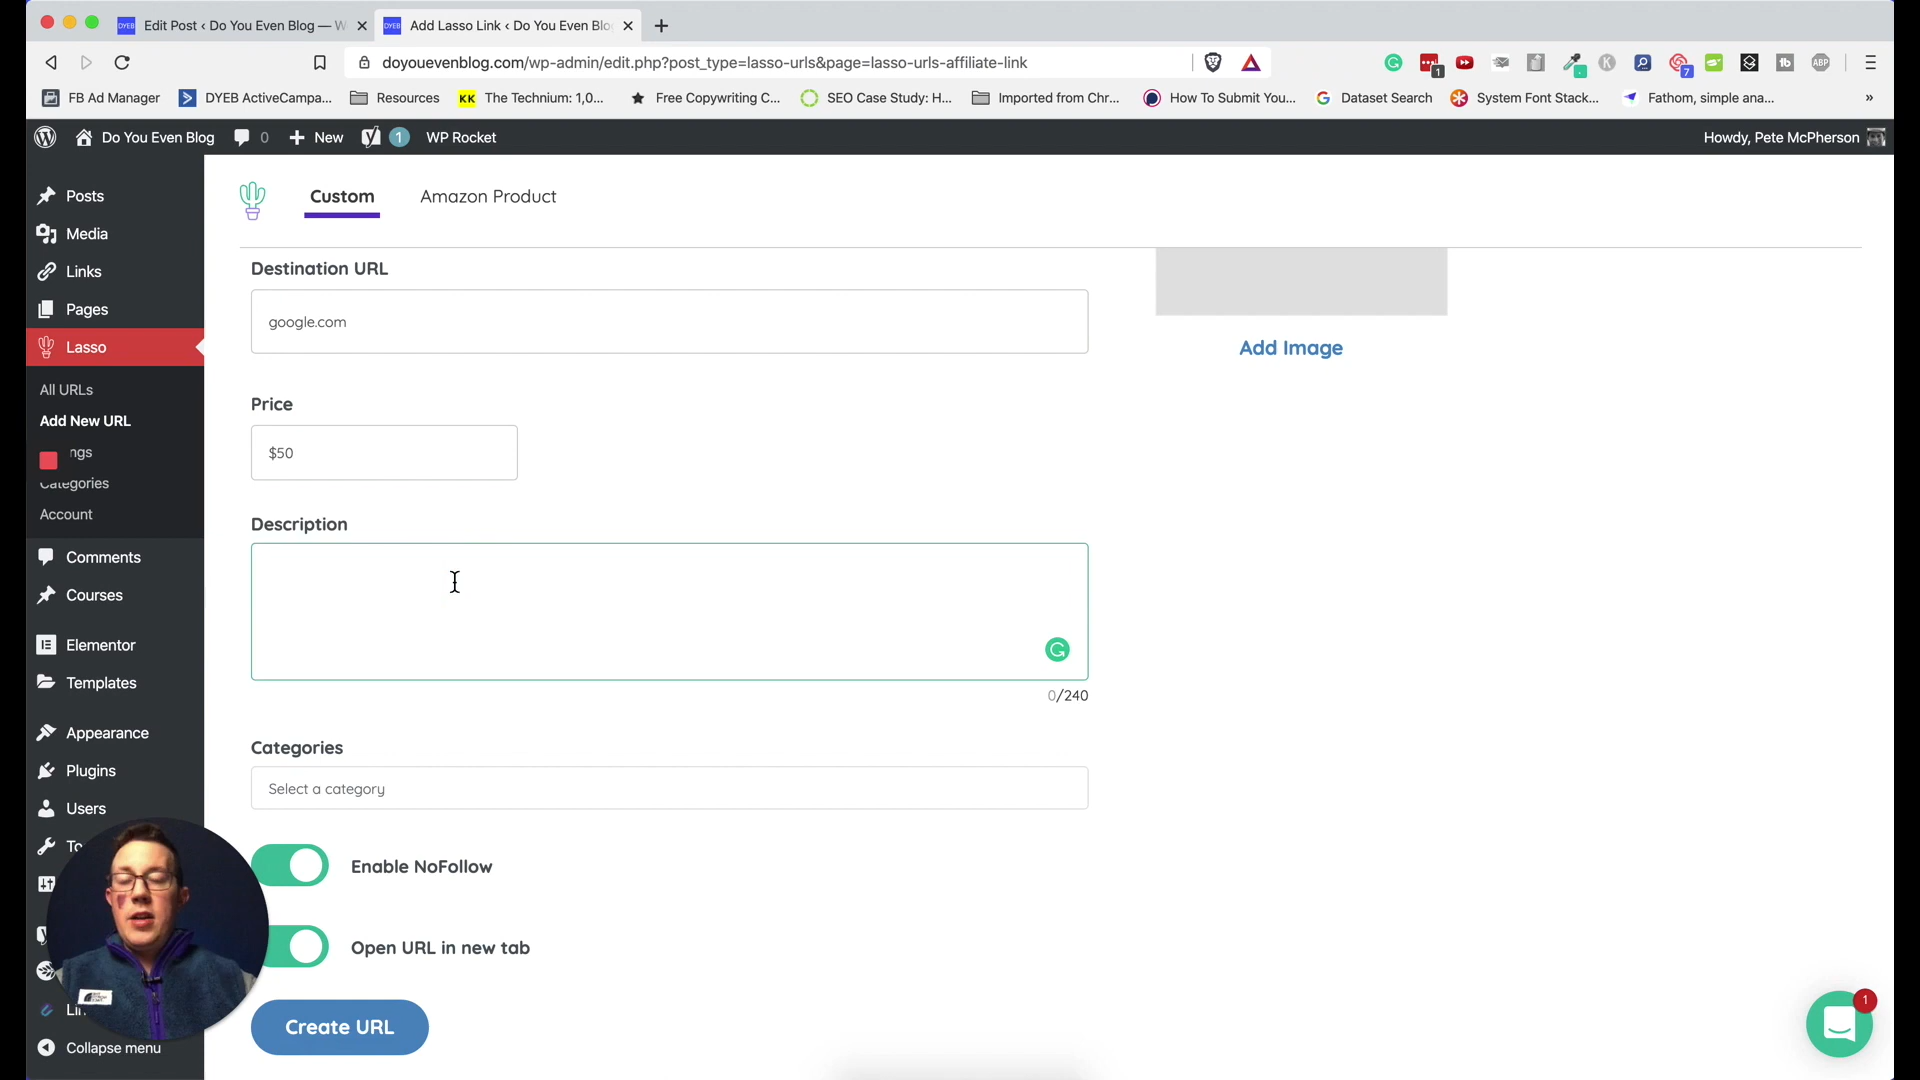 Edit Post ‹ Do You Even Blog — W
Add Lasso Link ‹ Do You Even Blo
doyouevenblog.com/wp-admin/edit.php?post_type=lasso-urls&page=lasso-urls-affiliate-link
FB Ad Manager
DYEB ActiveCampa...
Resources
KK The Technium: 1,0...
Free Copywriting C...
SEO Case Study: H...
Imported from Chr...
How To Submit You...
Dataset Search
System Font Stack...
Fathom, simple ana...
»
Do You Even Blog
0
New
1
WP Rocket
Howdy, Pete McPherson
Posts
Media
Links
Pages
Lasso
All URLs
Add New URL
ngs
Categories
Account
Comments
Courses
Elementor
Templates
Appearance
Plugins
Users
To
Collapse menu
Custom
Amazon Product
Destination URL
google.com
Add Image
Price
$50
Description
0/240
Categories
Select a category
Enable NoFollow
Open URL in new tab
Create URL
1